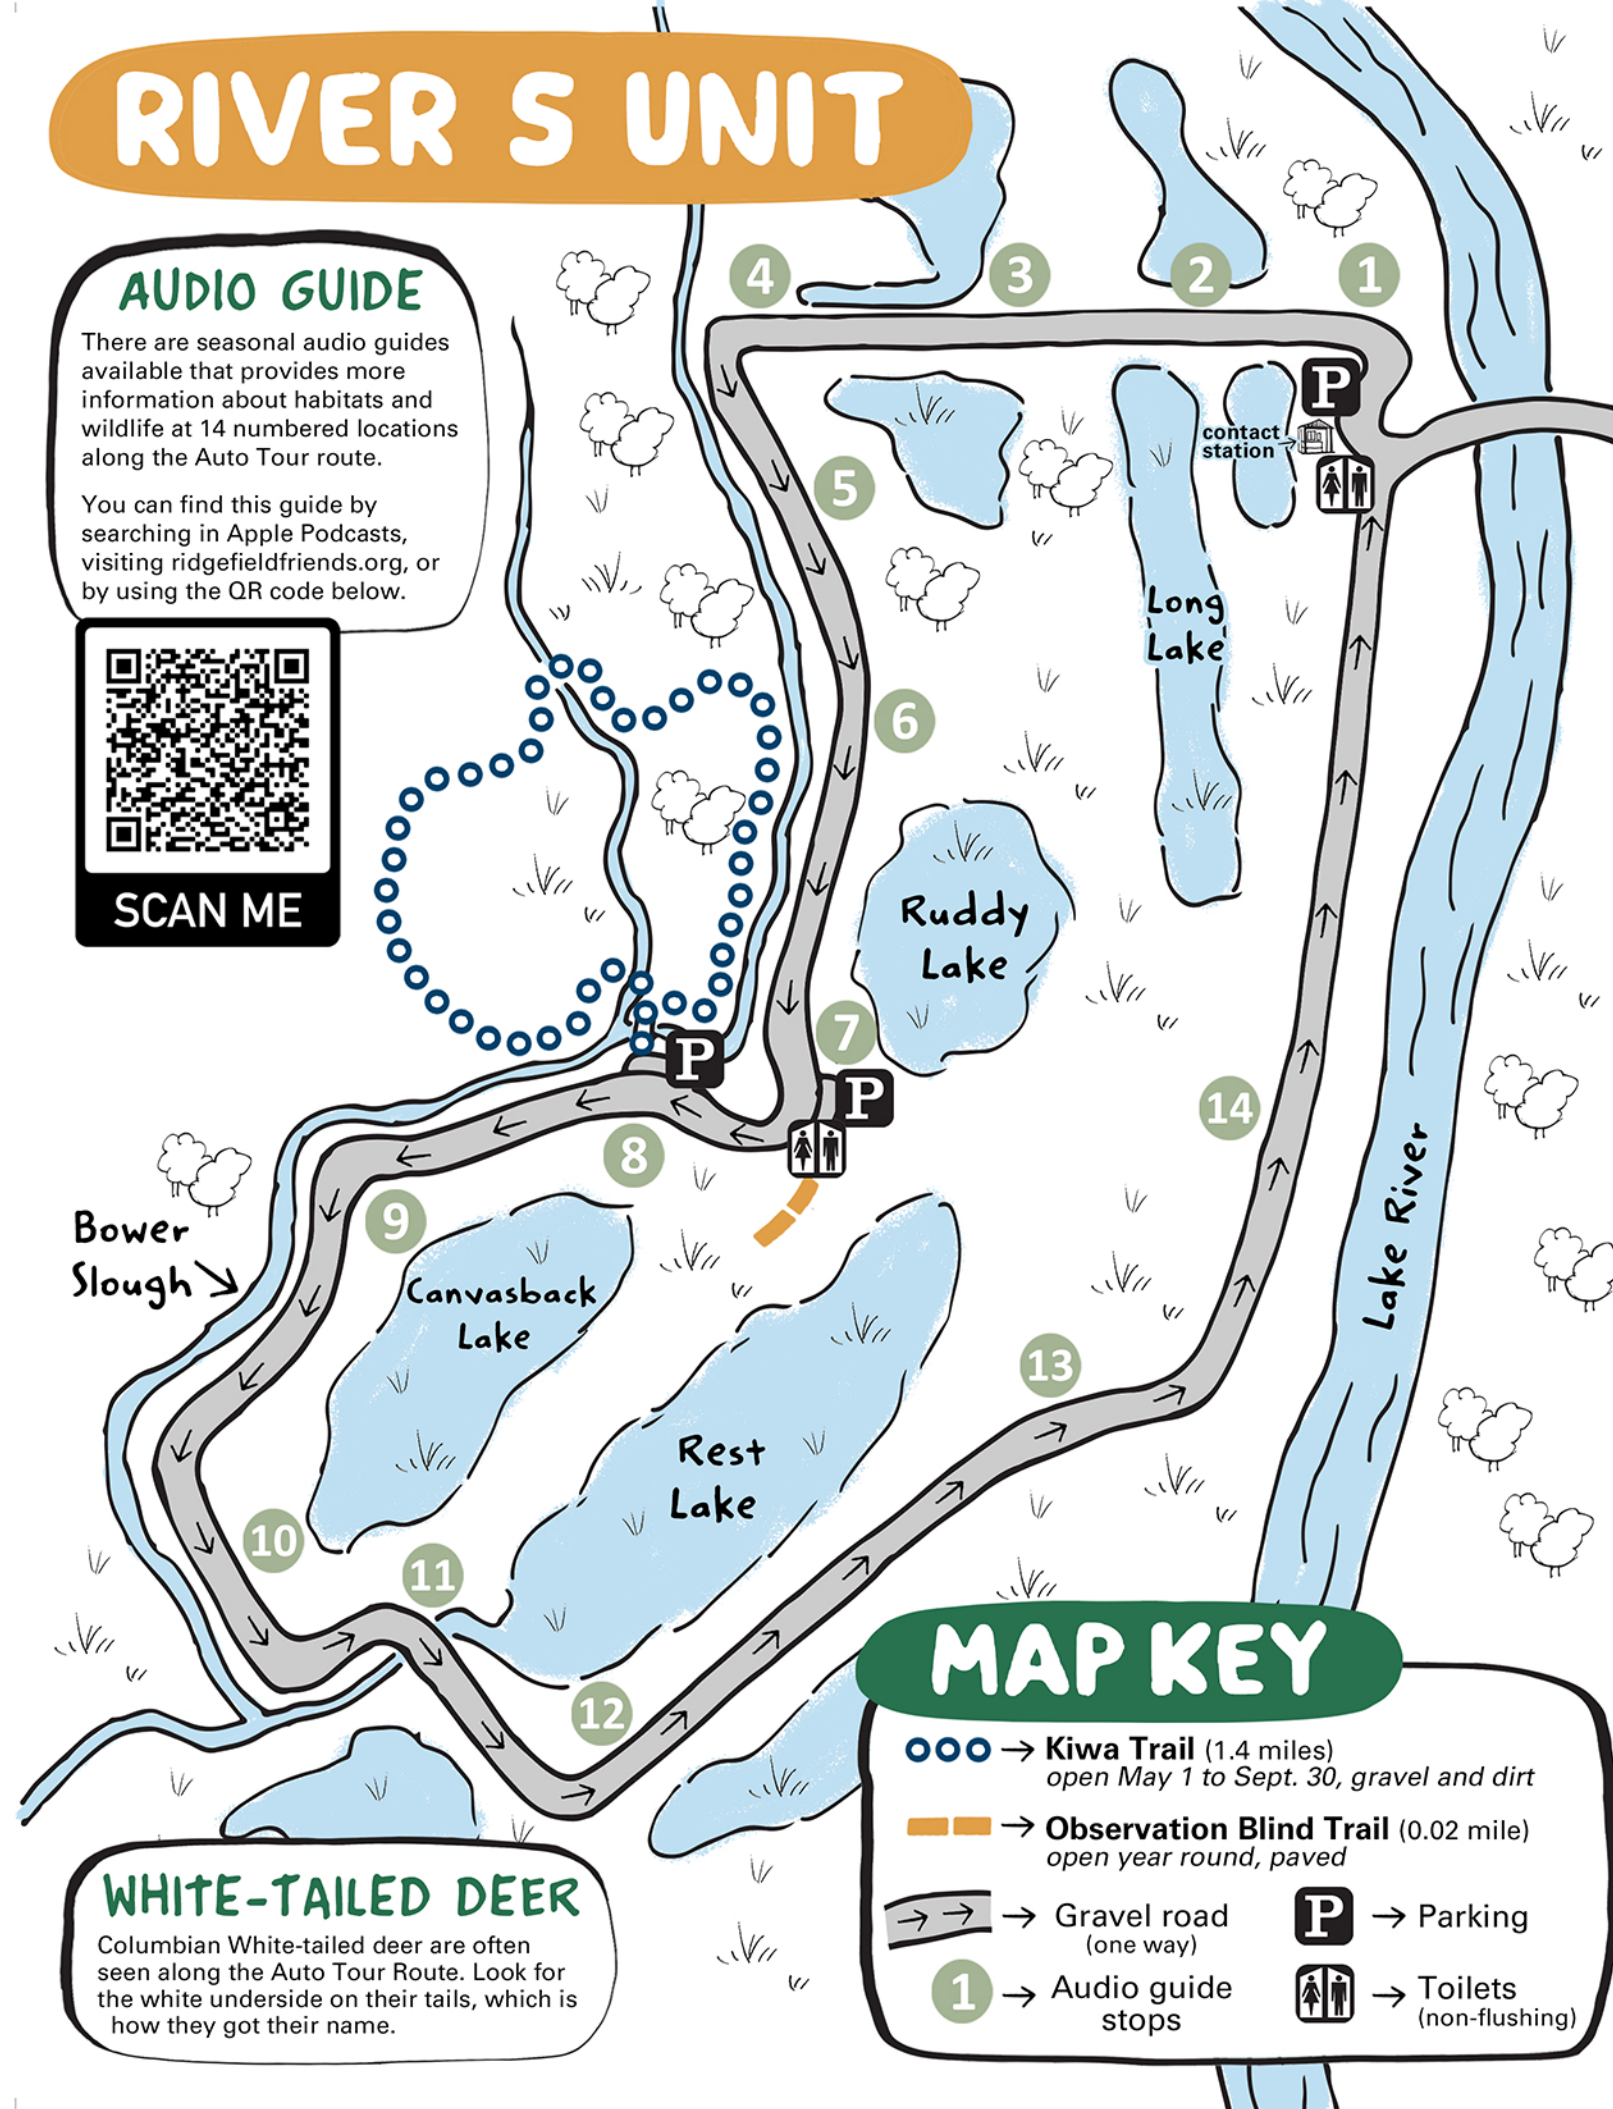 RIVER S UNIT
AUDIO GUIDE
There are seasonal audio guides
available that provides more
information about habitats and
wildlife at 14 numbered locations
along the Auto Tour route.
You can find this guide by
searching in Apple Podcasts,
visiting ridgefieldfriends.org, or
by using the QR code below.
SCAN ME
4
3
2
1
P
contact
station
5
Long
Lake
6
Ruddy
Lake
7
P
P
8
14
9
Bower
Slough
Canvasback
Lake
Lake River
13
Rest
Lake
10
11
12
MAP KEY
Kiwa Trail (1.4 miles)
open May 1 to Sept. 30, gravel and dirt
Observation Blind Trail (0.02 mile)
open year round, paved
Gravel road
(one way)
P Parking
1 Audio guide
stops
Toilets
(non-flushing)
WHITE-TAILED DEER
Columbian White-tailed deer are often
seen along the Auto Tour Route. Look for
the white underside on their tails, which is
how they got their name.